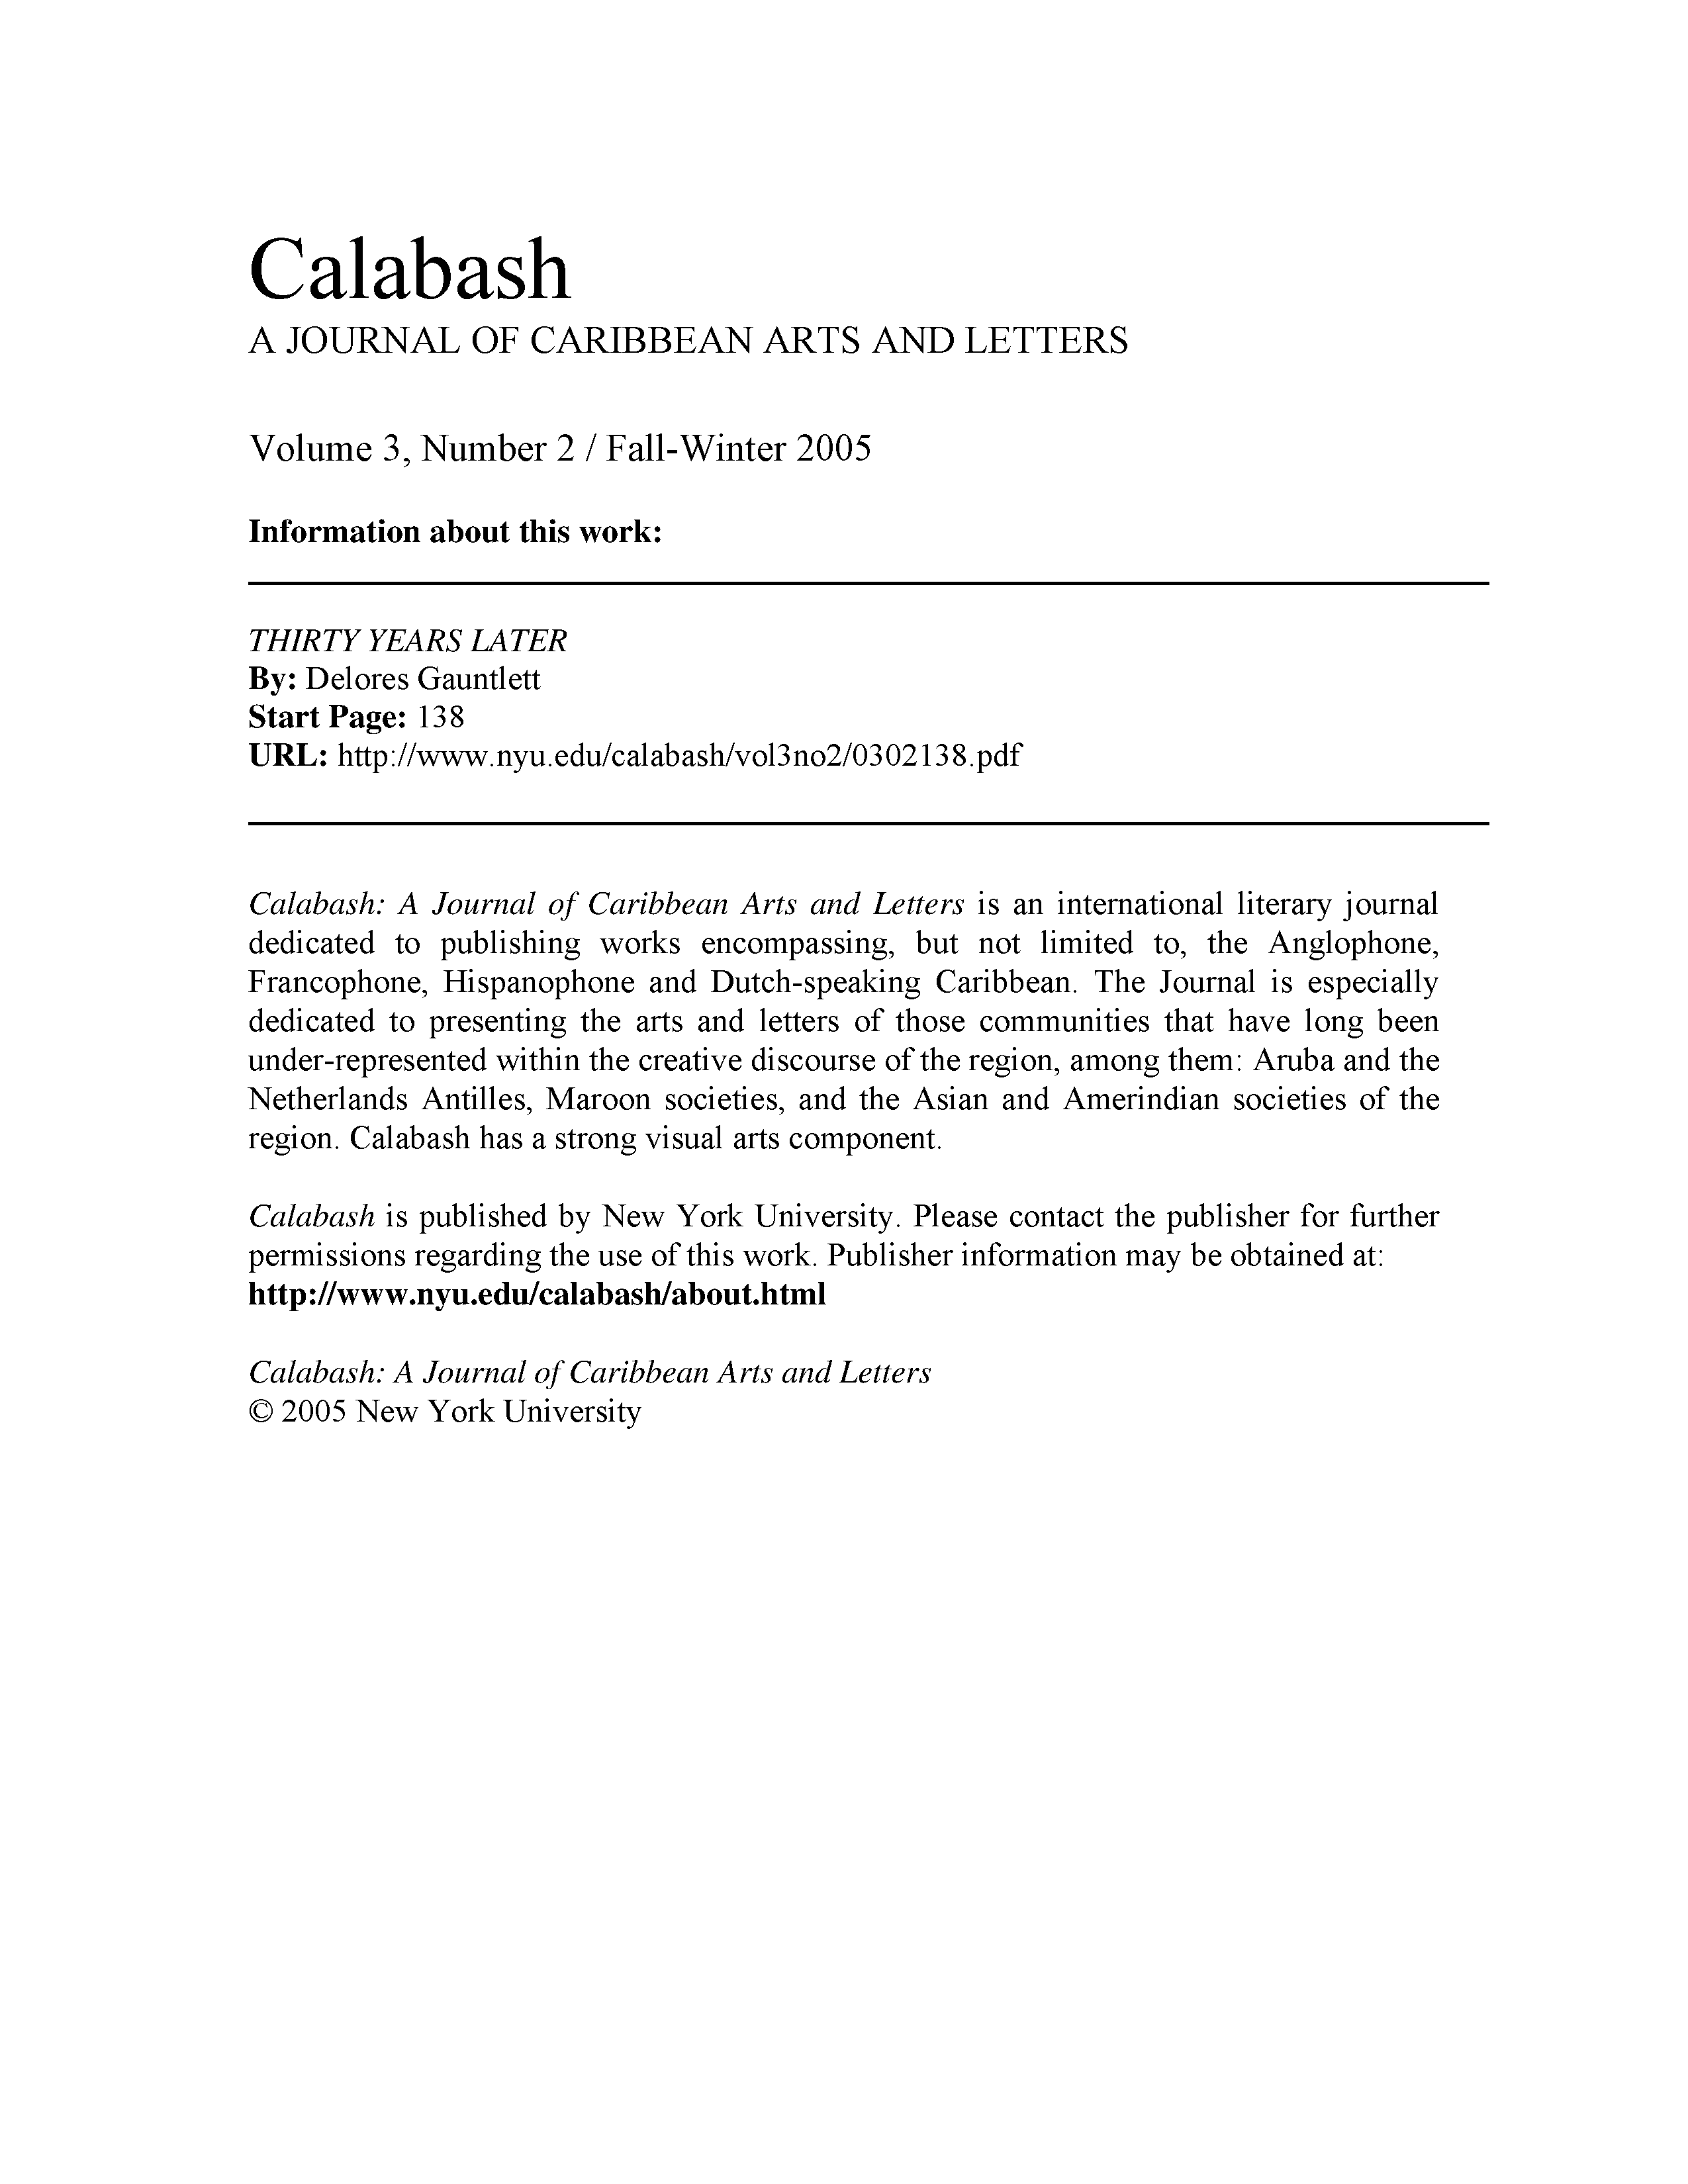 Calabash
A JOURNAL OF CARIBBEAN ARTS AND LETTERS
Volume 3, Number 2 / Fall-Winter 2005
Information about this work:
THIRTY YEARS LATER
By: Delores Gauntlett
Start Page: 138
URL: http://www.nyu.edu/calabash/vol3no2/0302138.pdf
Calabash: A Journal of Caribbean Arts and Letters is an international literary journal
dedicated to publishing works encompassing, but not limited to, the Anglophone,
Francophone, Hispanophone and Dutch-speaking Caribbean. The Journal is especially
dedicated to presenting the arts and letters of those communities that have long been
under-represented within the creative discourse of the region, among them: Aruba and the
Netherlands Antilles, Maroon societies, and the Asian and Amerindian societies of the
region. Calabash has a strong visual arts component.
Calabash is published by New York University. Please contact the publisher for further
permissions regarding the use of this work. Publisher information may be obtained at:
http://www.nyu.edu/calabash/about.html
Calabash: A Journal of Caribbean Arts and Letters
© 2005 New York University